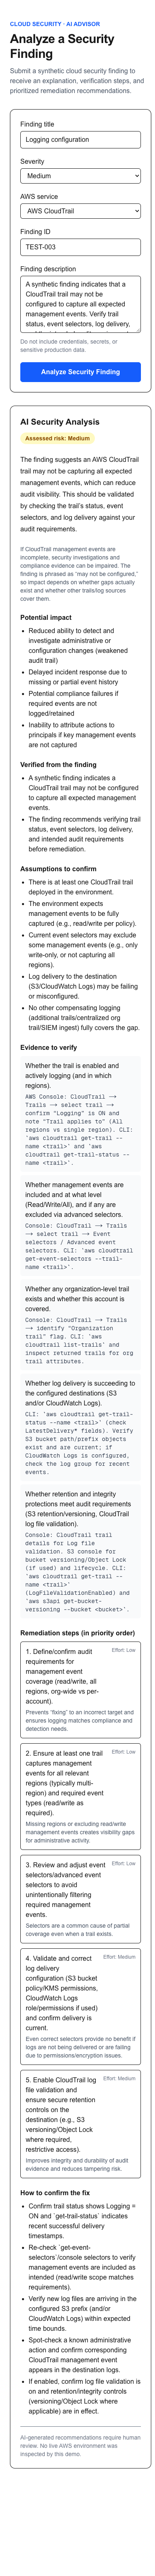 CLOUD SECURITY · AI ADVISOR
Analyze a Security
Finding
Submit a synthetic cloud security finding to
receive an explanation, verification steps, and
prioritized remediation recommendations.
Finding title
Logging configuration
Severity
Medium
AWS service
AWS CloudTrail
Finding ID
TEST-003
Finding description
A synthetic finding indicates that a
CloudTrail trail may not be
configured to capture all expected
management events. Verify trail
status, event selectors, log delivery,
Do not include credentials, secrets, or
sensitive production data.
Analyze Security Finding
AI Security Analysis
Assessed risk: Medium
The finding suggests an AWS CloudTrail
trail may not be capturing all expected
management events, which can reduce
audit visibility. This should be validated
by checking the trail's status, event
selectors, and log delivery against your
audit requirements.
If CloudTrail management events are
incomplete, security investigations and
compliance evidence can be impaired. The
finding is phrased as 'may not be configured,'
so impact depends on whether gaps actually
exist and whether other trails/log sources
cover them.
Potential impact
• Reduced ability to detect and
investigate administrative or
configuration changes (weakened
audit trail)
• Delayed incident response due to
missing or partial event history
• Potential compliance failures if
required events are not
logged/retained
• Inability to attribute actions to
principals if key management events
are not captured
Verified from the finding
• A synthetic finding indicates a
CloudTrail trail may not be configured
to capture all expected management
events.
• The finding recommends verifying trail
status, event selectors, log delivery,
and intended audit requirements
before remediation.
Assumptions to confirm
• There is at least one CloudTrail trail
deployed in the environment.
• The environment expects
management events to be fully
captured (e.g., read/write per policy).
• Current event selectors may exclude
some management events (e.g., only
write-only, or not capturing all
regions).
• Log delivery to the destination
(S3/CloudWatch Logs) may be failing
or misconfigured.
• No other compensating logging
(additional trails/centralized org
trail/SIEM ingest) fully covers the gap.
Evidence to verify
Whether the trail is enabled and
actively logging (and in which
regions).
AWS Console: CloudTrail →
Trails → select trail →
confirm "Logging" is ON and
note "Trail applies to" (All
regions vs single region). CLI:
`aws cloudtrail get-trail --
name <trail>` and `aws
cloudtrail get-trail-status --
name <trail>`.
Whether management events are
included and at what level
(Read/Write/All), and if any are
excluded via advanced selectors.
Console: CloudTrail → Trails
→ select trail → Event
selectors / Advanced event
selectors. CLI: `aws cloudtrail
get-event-selectors --trail-
name <trail>`.
Whether any organization-level trail
exists and whether this account is
covered.
Console: CloudTrail → Trails
→ identify "Organization
trail" flag. CLI: `aws
cloudtrail list-trails` and
inspect returned trails for org
trail attributes.
Whether log delivery is succeeding to
the configured destinations (S3
and/or CloudWatch Logs).
CLI: `aws cloudtrail get-trail-
status --name <trail>` (check
LatestDelivery* fields). Verify
S3 bucket path/prefix objects
exist and are current; if
CloudWatch Logs is configured,
check the log group for recent
events.
Whether retention and integrity
protections meet audit requirements
(S3 retention/versioning, CloudTrail
log file validation).
Console: CloudTrail trail
details for Log file
validation. S3 console for
bucket versioning/Object Lock
(if used) and lifecycle. CLI:
`aws cloudtrail get-trail --
name <trail>`
(LogFileValidationEnabled) and
`aws s3api get-bucket-
versioning --bucket <bucket>`.
Remediation steps (in priority order)
1. Define/confirm audit
requirements for
management event
coverage (read/write, all
regions, org-wide vs per-
account).
Effort: Low
Prevents "fixing" to an incorrect target and
ensures logging matches compliance and
detection needs.
2. Ensure at least one trail
captures management
events for all relevant
regions (typically multi-
region) and required event
types (read/write as
required).
Effort: Low
Missing regions or excluding read/write
management events creates visibility gaps
for administrative activity.
3. Review and adjust event
selectors/advanced event
selectors to avoid
unintentionally filtering
required management
events.
Effort: Low
Selectors are a common cause of partial
coverage even when a trail exists.
4. Validate and correct
log delivery
configuration (S3 bucket
policy/KMS permissions,
CloudWatch Logs
role/permissions if used)
and confirm delivery is
current.
Effort: Medium
Even correct selectors provide no benefit if
logs are not being delivered or are failing
due to permissions/encryption issues.
5. Enable CloudTrail log
file validation and
ensure secure retention
controls on the
destination (e.g., S3
versioning/Object Lock
where required,
restrictive access).
Effort: Medium
Improves integrity and durability of audit
evidence and reduces tampering risk.
How to confirm the fix
• Confirm trail status shows Logging =
ON and `get-trail-status` indicates
recent successful delivery
timestamps.
• Re-check `get-event-
selectors`/console selectors to verify
management events are included as
intended (read/write scope matches
requirements).
• Verify new log files are arriving in the
configured S3 prefix (and/or
CloudWatch Logs) within expected
time bounds.
• Spot-check a known administrative
action and confirm corresponding
CloudTrail management event
appears in the destination logs.
• If enabled, confirm log file validation is
on and retention/integrity controls
(versioning/Object Lock where
applicable) are in effect.
AI-generated recommendations require human
review. No live AWS environment was
inspected by this demo.